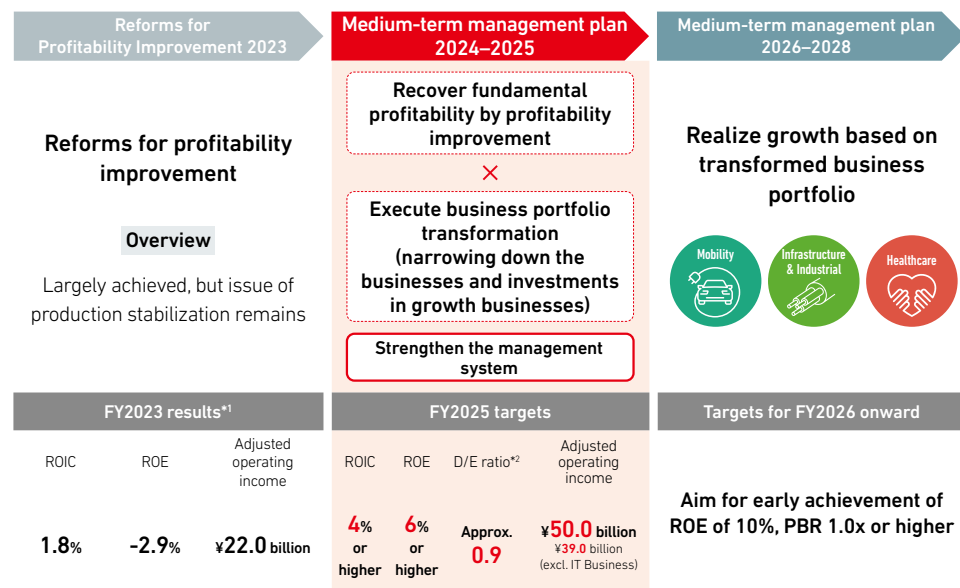 Reforms for
Profitability Improvement 2023
Medium-term management plan
2024–2025
Medium-term management plan
2026–2028
Reforms for profitability
improvement
Overview
Largely achieved, but issue of
production stabilization remains
Recover fundamental
profitability by profitability
improvement
×
Execute business portfolio
transformation
(narrowing down the
businesses and investments
in growth businesses)
Strengthen the management
system
Realize growth based on
transformed business
portfolio
Mobility
Infrastructure
& Industrial
Healthcare
FY2023 results*1
ROIC
ROE
Adjusted
operating
income
1.8%
-2.9%
¥22.0 billion
FY2025 targets
ROIC
ROE
D/E ratio*2
Adjusted
operating
income
4%
or
higher
6%
or
higher
Approx.
0.9
¥50.0 billion
¥39.0 billion
(excl. IT Business)
Targets for FY2026 onward
Aim for early achievement of
ROE of 10%, PBR 1.0x or higher